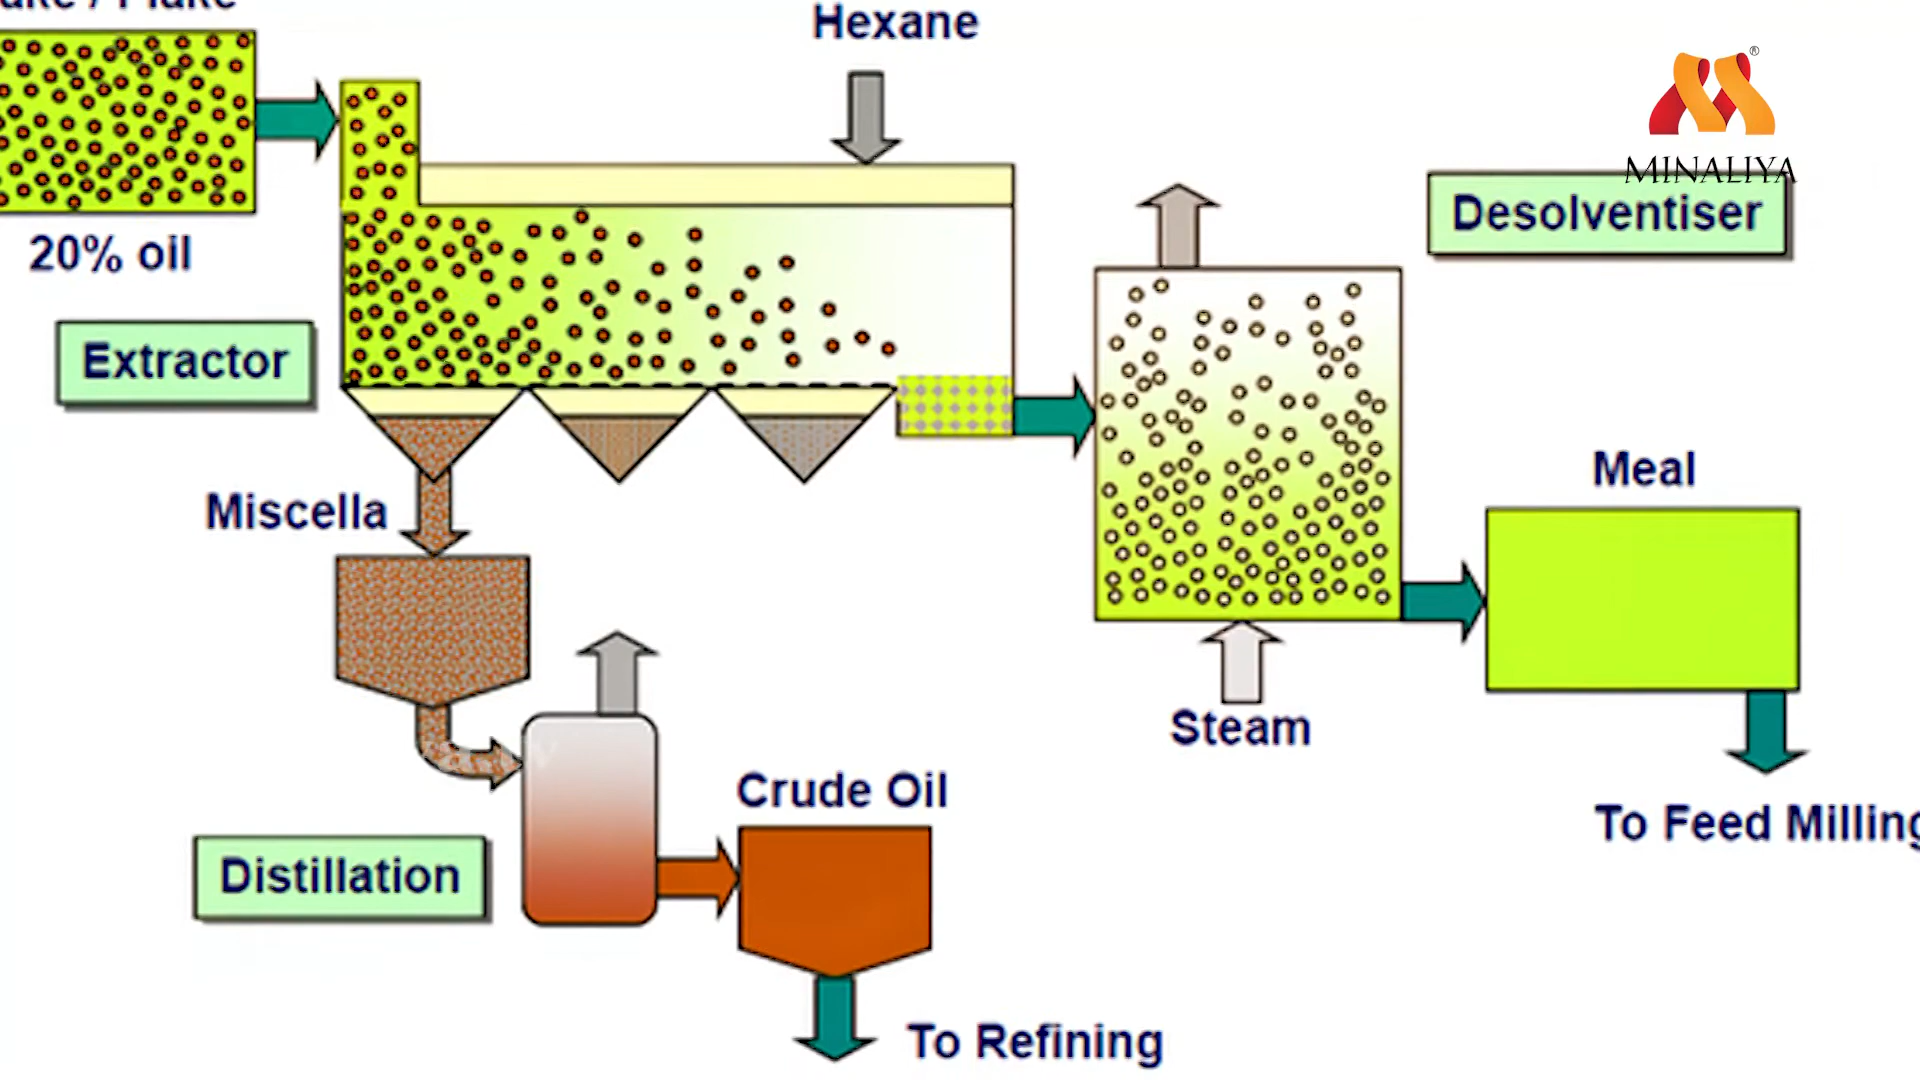 Hexane
®
MINALIYA
20% oil
Desolventiser
Extractor
Meal
Miscella
Steam
Crude Oil
To Feed Milling
Distillation
To Refining